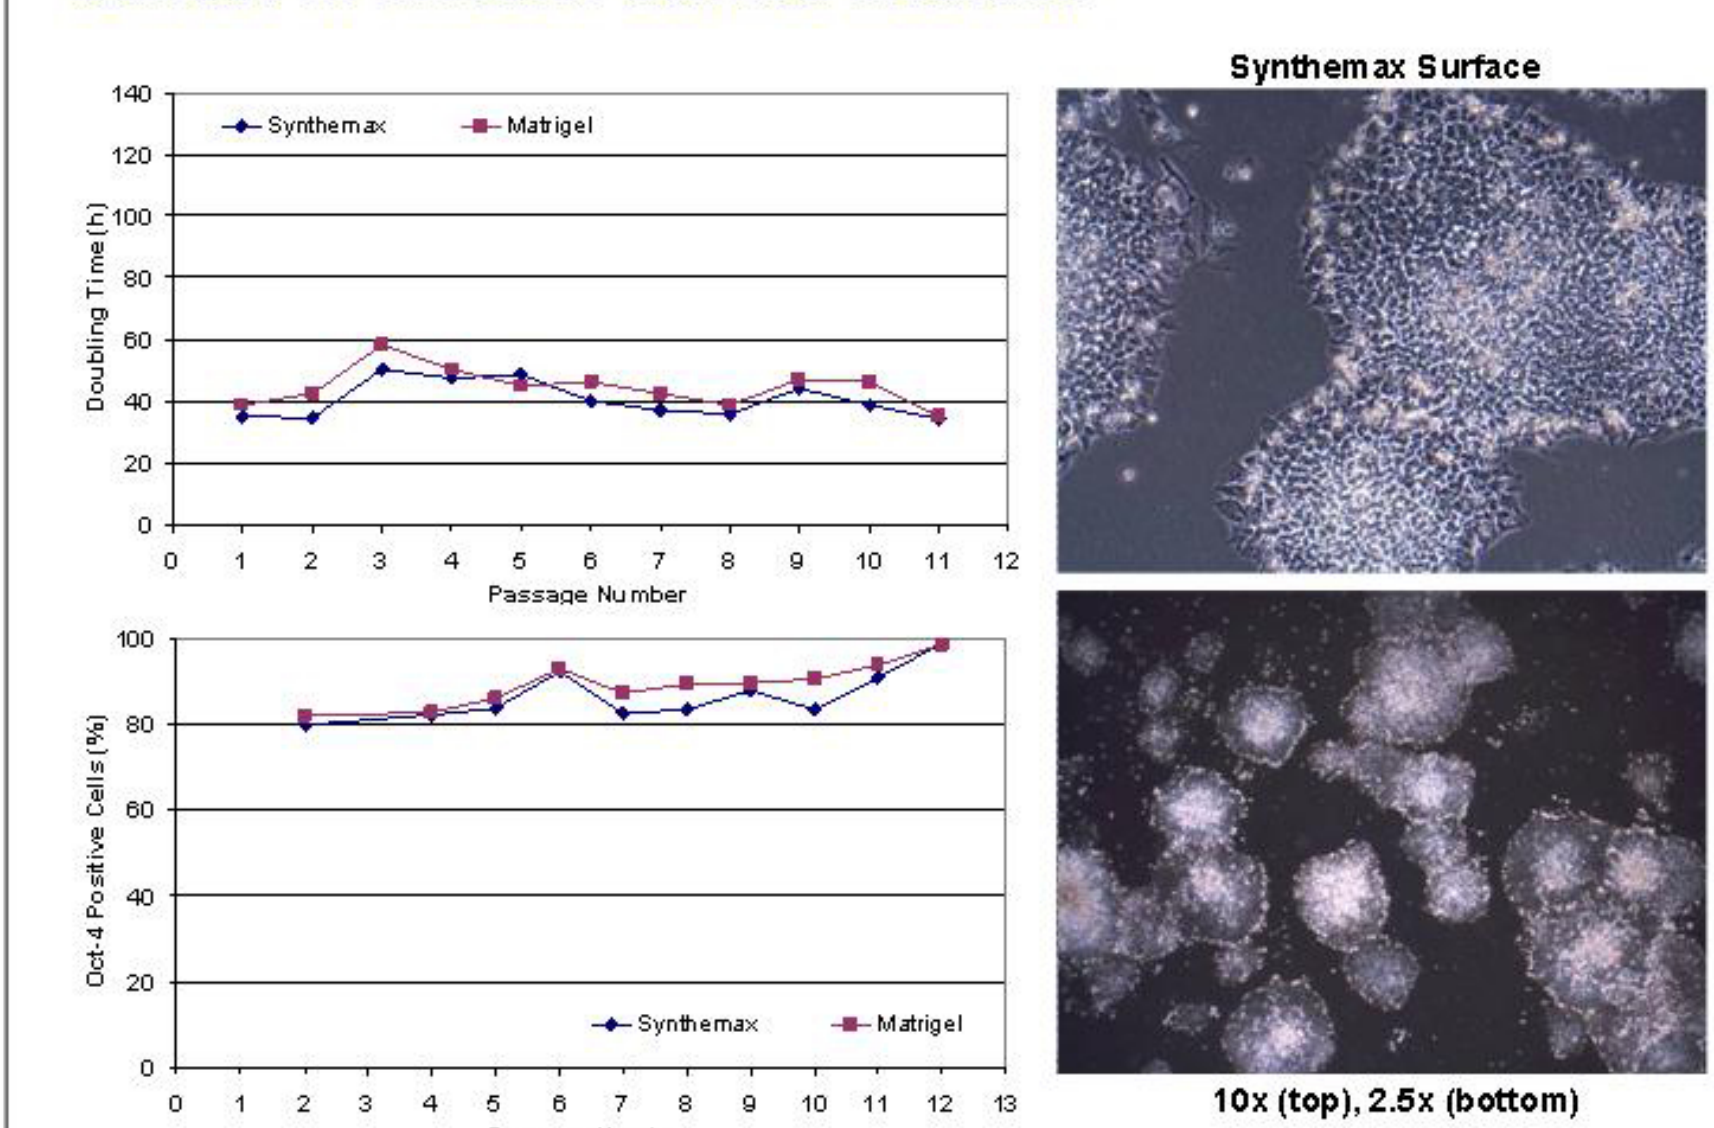 Synthemax Surface
140
120
100
80
60
40
20
0
Doubling Time (h)
Synthemax Matrigel
0 1 2 3 4 5 6 7 8 9 10 11 12
Passage Number
100
80
60
40
20
0
Oct-4 Positive Cells (%)
Synthemax Matrigel
0 1 2 3 4 5 6 7 8 9 10 11 12 13
10x (top), 2.5x (bottom)